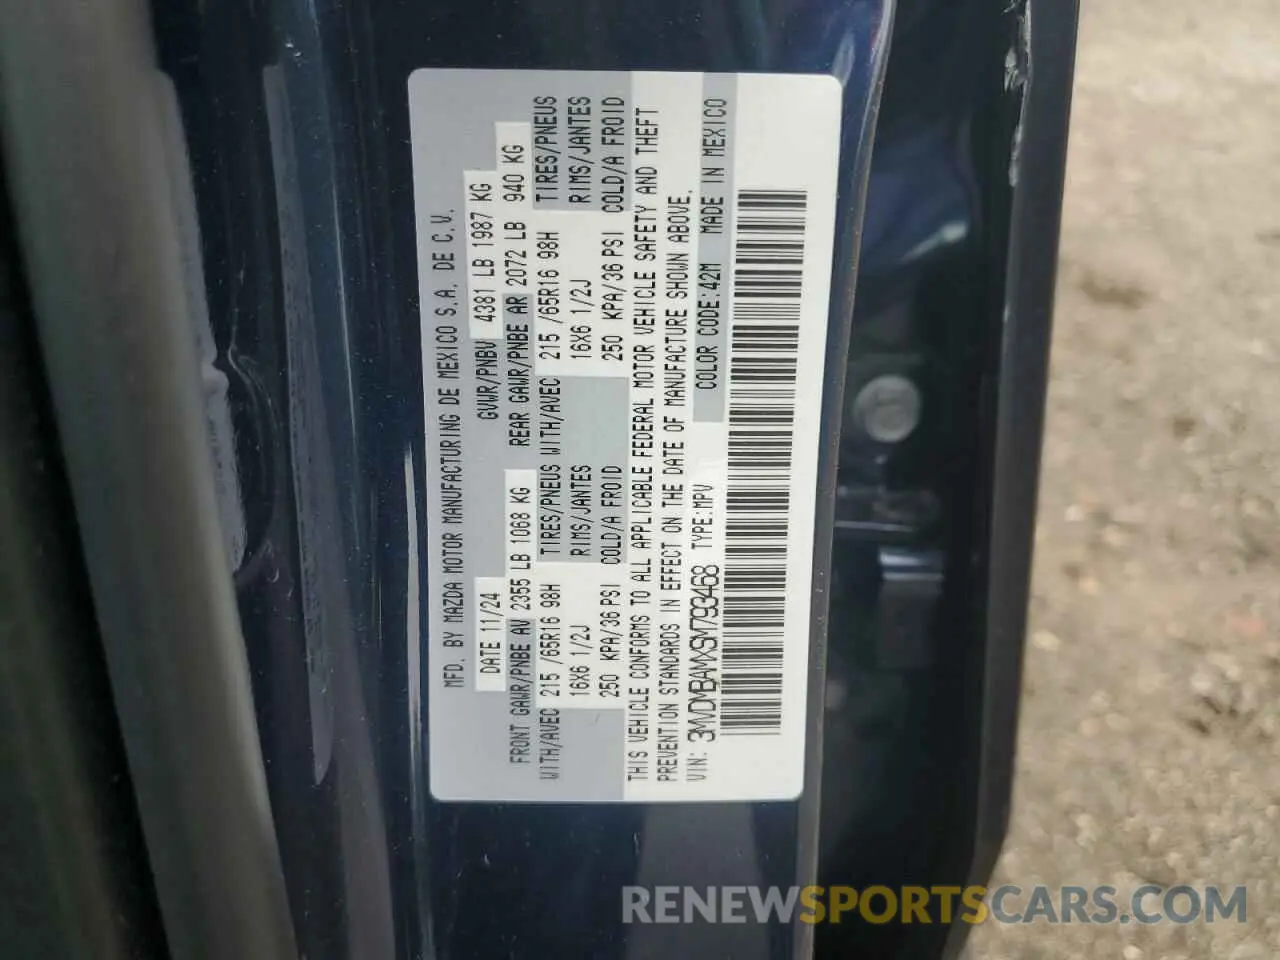 MFD. BY MAZDA MOTOR MANUFACTURING DE MEXICO S.A. DE C.V.
DATE 11/24 GVWR/PNBV 4381 LB 1987 KG
FRONT GAWR/PNBE AV 2355 LB 1068 KG REAR GAWR/PNBE AR 2072 LB 940 KG
WITH/AVEC 215 /65R16 98H TIRES/PNEUS WITH/AVEC 215 /65R16 98H TIRES/PNEUS
16X6 1/2J RIMS/JANTES 16X6 1/2J RIMS/JANTES
250 KPA/36 PSI COLD/A FROID 250 KPA/36 PSI COLD/A FROID
THIS VEHICLE CONFORMS TO ALL APPLICABLE FEDERAL MOTOR VEHICLE SAFETY AND THEFT
PREVENTION STANDARDS IN EFFECT ON THE DATE OF MANUFACTURE SHOWN ABOVE.
VIN: 3MVDMBAMXSM793468 TYPE:MPV COLOR CODE:42M MADE IN MEXICO
RENEWSPORTSCARS.COM